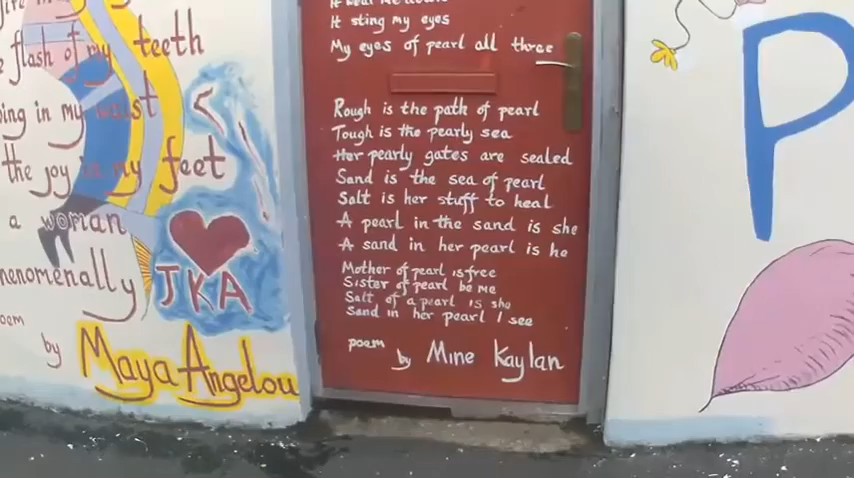 flash of my teeth
in my waist
the joy in my feet
a woman
Phenomenally
poem
by
Maya Angelou
JKA
It sting my eyes
My eyes of pearl all three
Rough is the path of pearl
Tough is the pearly sea
Her pearly gates are sealed
Sand is the sea of pearl
Salt is her stuff to heal
A pearl in the sand is she
A sand in her pearl is he
Mother of pearl is free
Sister of pearl be me
Salt of a pearl is she
Sand in her pearl I see
poem
by Mine Kaylan
P